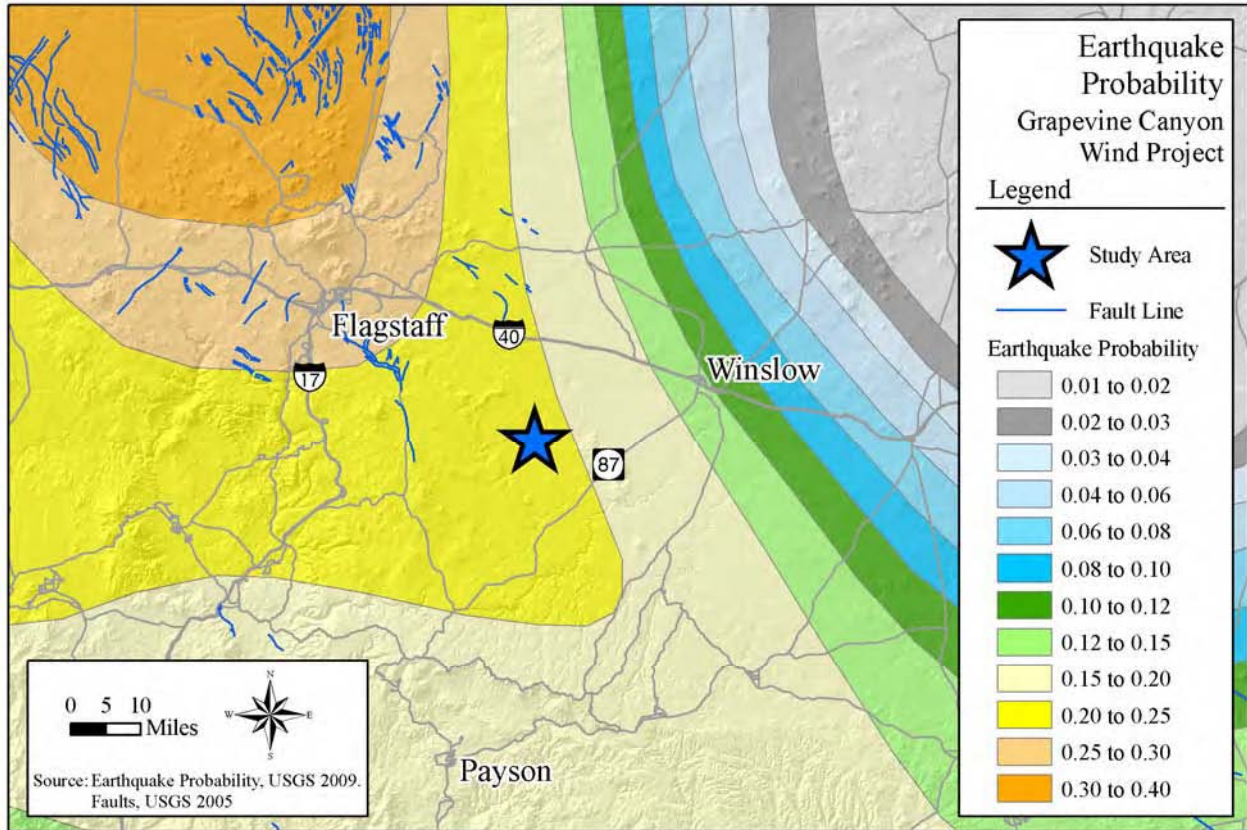 Earthquake
Probability
Grapevine Canyon
Wind Project
Legend
Study Area
Fault Line
Earthquake Probability
0.01 to 0.02
0.02 to 0.03
0.03 to 0.04
0.04 to 0.06
0.06 to 0.08
0.08 to 0.10
0.10 to 0.12
0.12 to 0.15
0.15 to 0.20
0.20 to 0.25
0.25 to 0.30
0.30 to 0.40
Flagstaff
40
17
Winslow
87
Payson
0 5 10
Miles
N
W E
S
Source: Earthquake Probability, USGS 2009.
Faults, USGS 2005